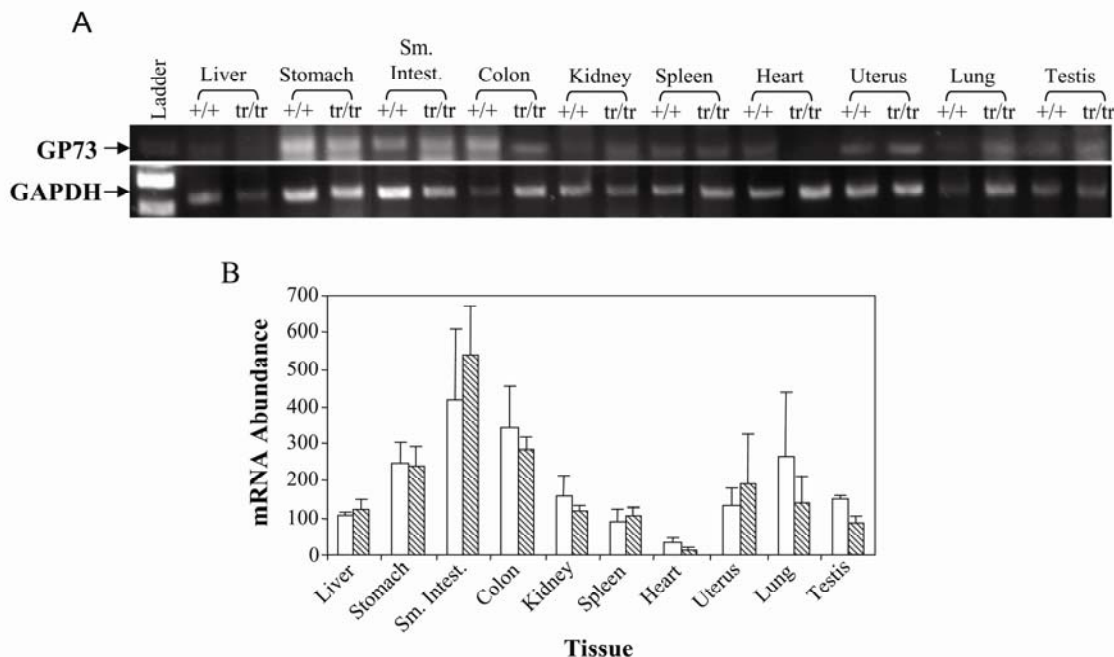 A
Ladder
Liver
Stomach
Sm.
Intest.
Colon
Kidney
Spleen
Heart
Uterus
Lung
Testis
+/+ tr/tr +/+ tr/tr +/+ tr/tr +/+ tr/tr +/+ tr/tr +/+ tr/tr +/+ tr/tr +/+ tr/tr +/+ tr/tr +/+ tr/tr
GP73
GAPDH
B
mRNA Abundance
700
600
500
400
300
200
100
0
Liver
Stomach
Sm. Intest.
Colon
Kidney
Spleen
Heart
Uterus
Lung
Testis
Tissue